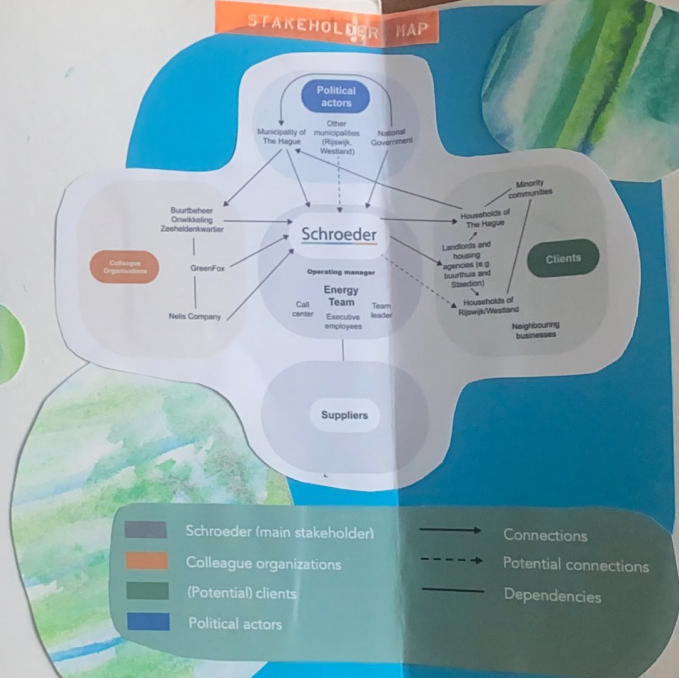 STAKEHOLDER MAP
Political
actors
Municipality of
The Hague
Other
municipalities
(Rijswijk,
Westland)
National
Government
Buurtbeheer
Onwikkeling
Zeeheldenkwartier
GreenFox
Nelis Company
Colleague
Organisations
Schroeder
Operating manager
Energy
Team
Call
center
Executive
employees
Team
leader
Minority
communities
Households of
The Hague
Landlords and
housing
agencies (e.g
buurthuis and
Staedion)
Households of
Rijswijk/Westland
Neighbouring
businesses
Clients
Suppliers
Schroeder (main stakeholder)
Colleague organizations
(Potential) clients
Political actors
Connections
Potential connections
Dependencies